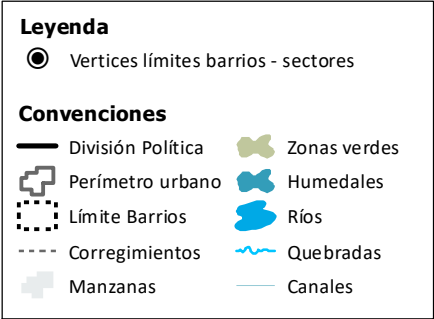 Leyenda
Vertices límites barrios - sectores
Convenciones
División Política
Perímetro urbano
Límite Barrios
Corregimientos
Manzanas
Zonas verdes
Humedales
Ríos
Quebradas
Canales